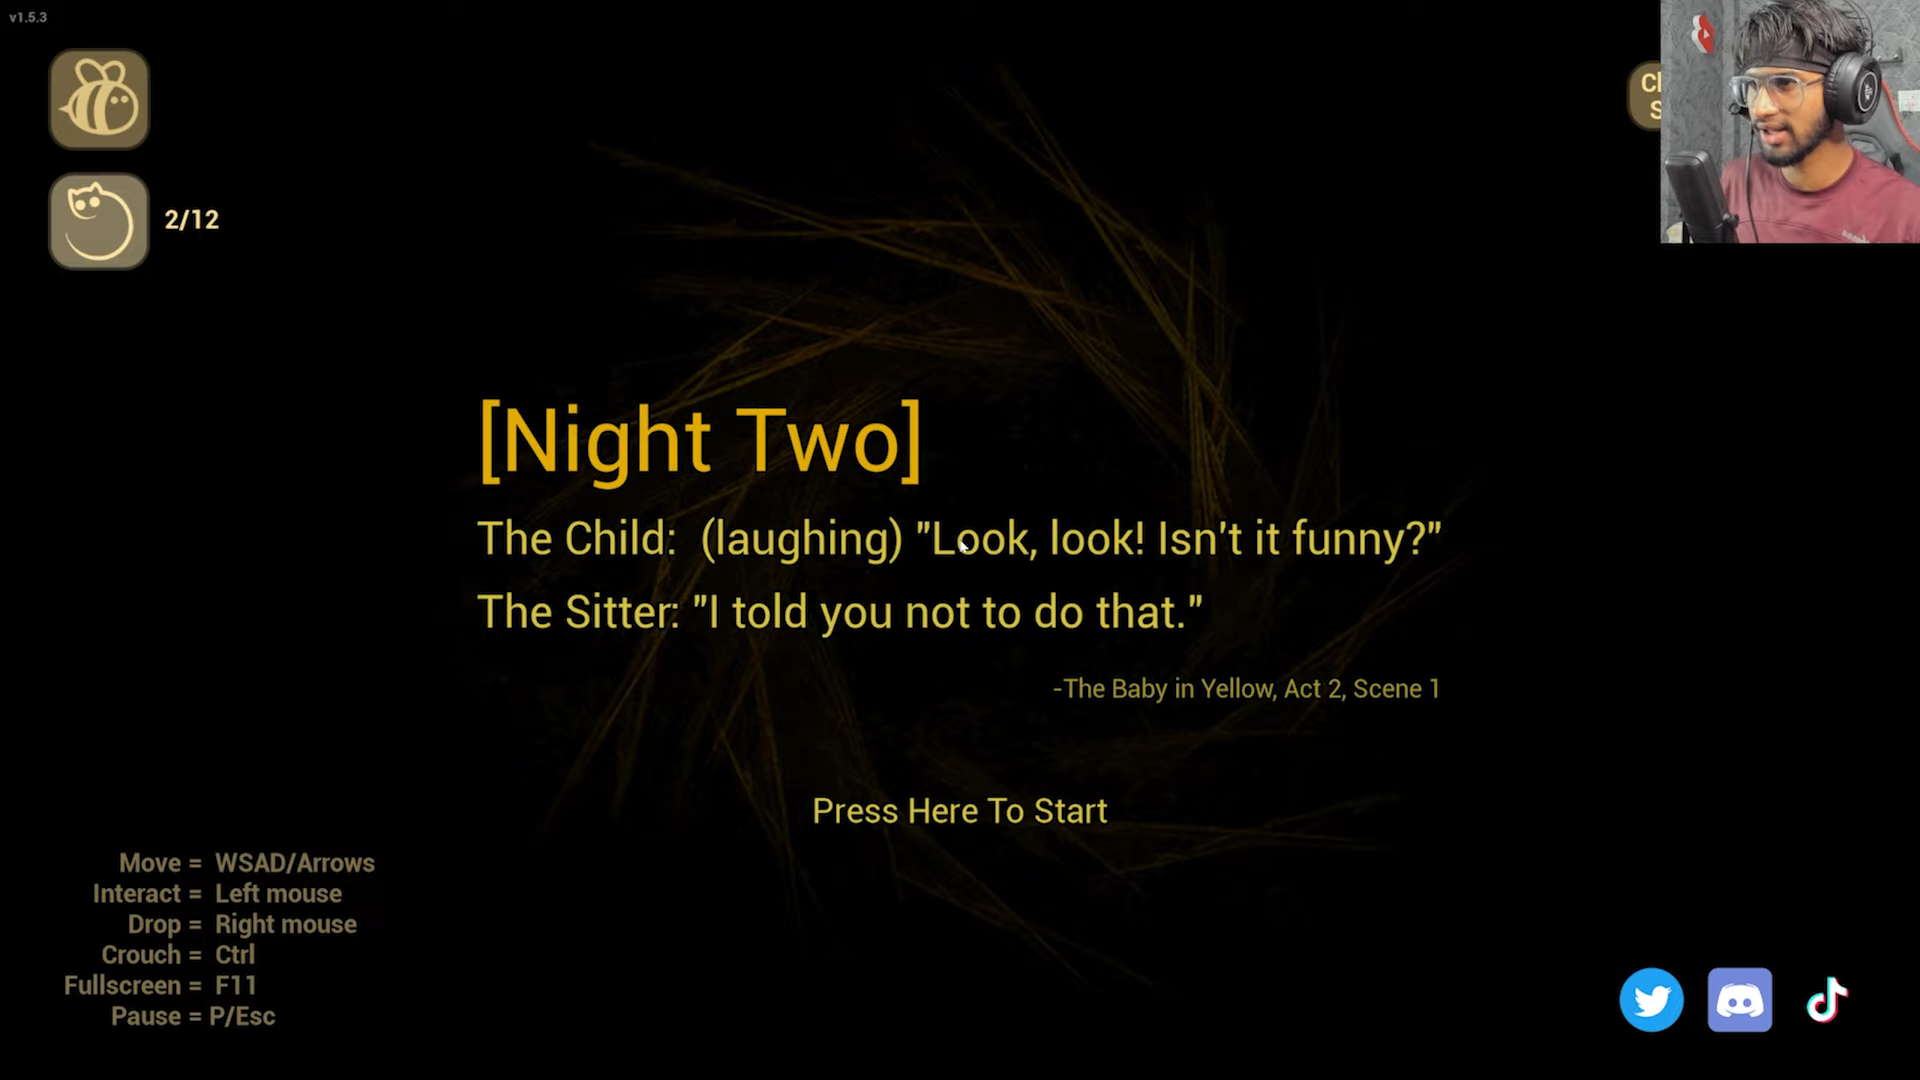 v1.5.3
2/12
[Night Two]
The Child:  (laughing) "Look, look! Isn't it funny?"
The Sitter: "I told you not to do that."
-The Baby in Yellow, Act 2, Scene 1
Press Here To Start
Move = WSAD/Arrows
Interact = Left mouse
Drop = Right mouse
Crouch = Ctrl
Fullscreen = F11
Pause = P/Esc